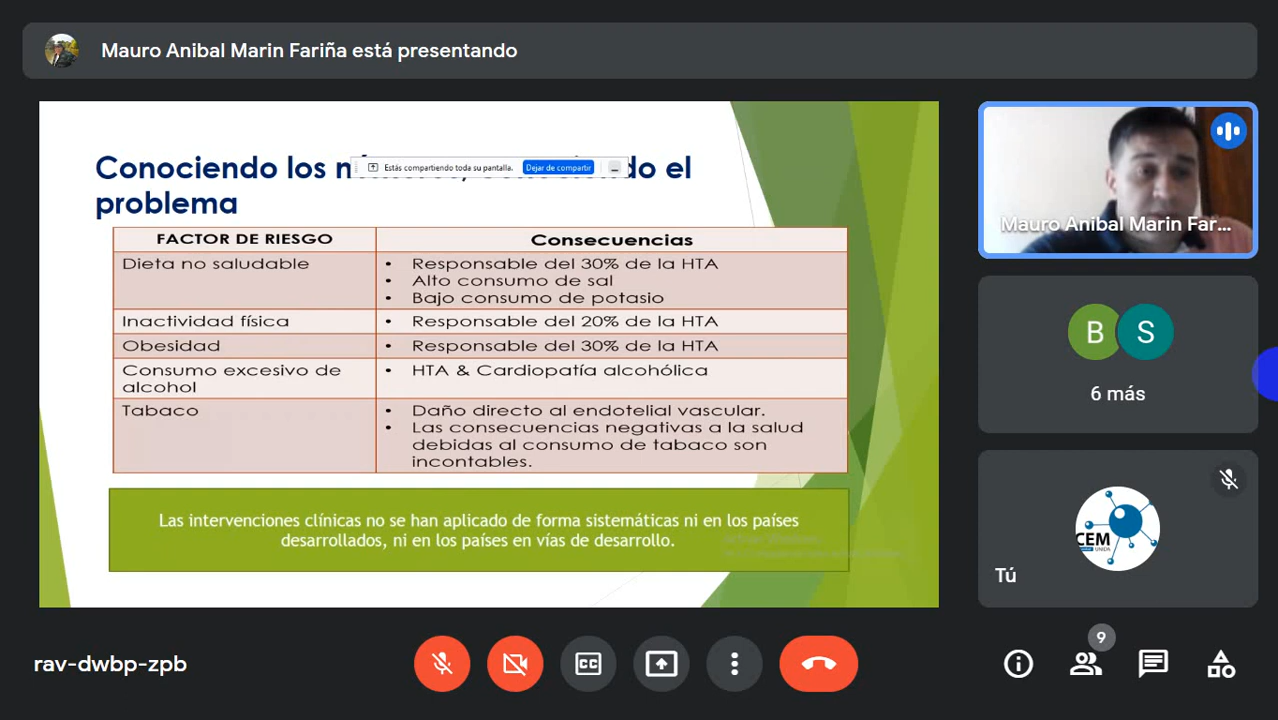 Mauro Anibal Marin Fariña está presentando
Conociendo los el
problema
Estás compartiendo toda su pantalla. Dejar de compartir
FACTOR DE RIESGO Consecuencias
Dieta no saludable • Responsable del 30% de la HTA
• Alto consumo de sal
• Bajo consumo de potasio
Inactividad física • Responsable del 20% de la HTA
Obesidad • Responsable del 30% de la HTA
Consumo excesivo de • HTA & Cardiopatía alcohólica
alcohol
Tabaco • Daño directo al endotelial vascular.
• Las consecuencias negativas a la salud
debidas al consumo de tabaco son
incontables.
Las intervenciones clínicas no se han aplicado de forma sistemáticas ni en los países
desarrollados, ni en los países en vías de desarrollo.
Mauro Anibal Marin Far...
B S
6 más
CEM
UNIDA
Tú
rav-dwbp-zpb
CC
9